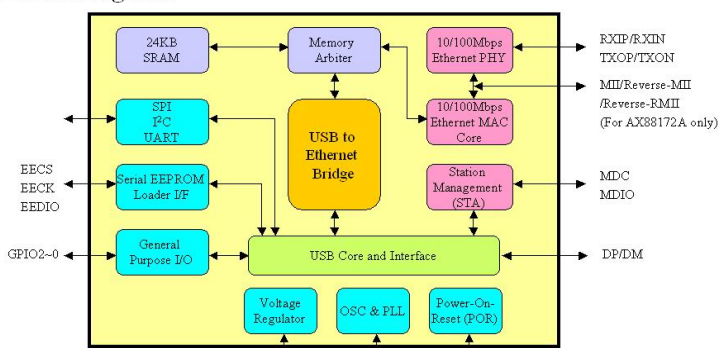 24KB
SRAM
Memory
Arbiter
10/100Mbps
Ethernet PHY
RXIP/RXIN
TXOP/TXON
MII/Reverse-MII
/Reverse-RMII
(For AX88172A only)
SPI
I²C
UART
USB to
Ethernet
Bridge
10/100Mbps
Ethernet MAC
Core
EECS
EECK
EEDIO
Serial EEPROM
Loader I/F
Station
Management
(STA)
MDC
MDIO
GPIO2~0
General
Purpose I/O
USB Core and Interface
DP/DM
Voltage
Regulator
OSC & PLL
Power-On-
Reset (POR)